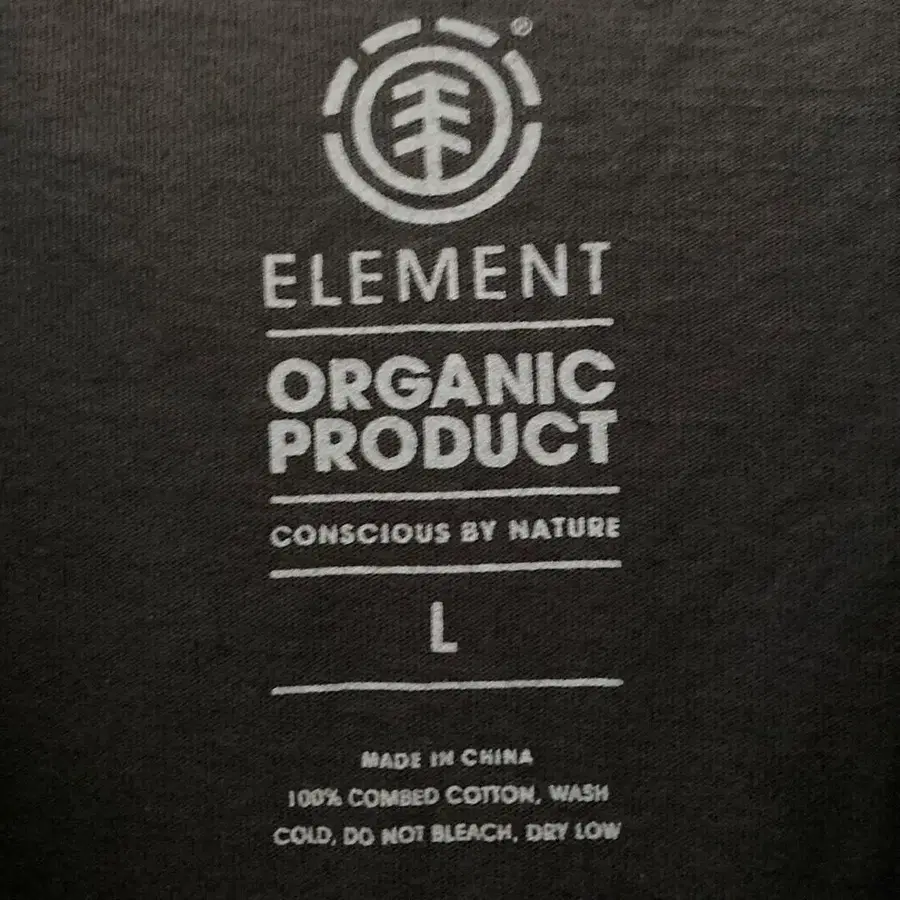 ®
ELEMENT
ORGANIC
PRODUCT
CONSCIOUS BY NATURE
L
MADE IN CHINA
100% COMBED COTTON, WASH
COLD, DO NOT BLEACH, DRY LOW